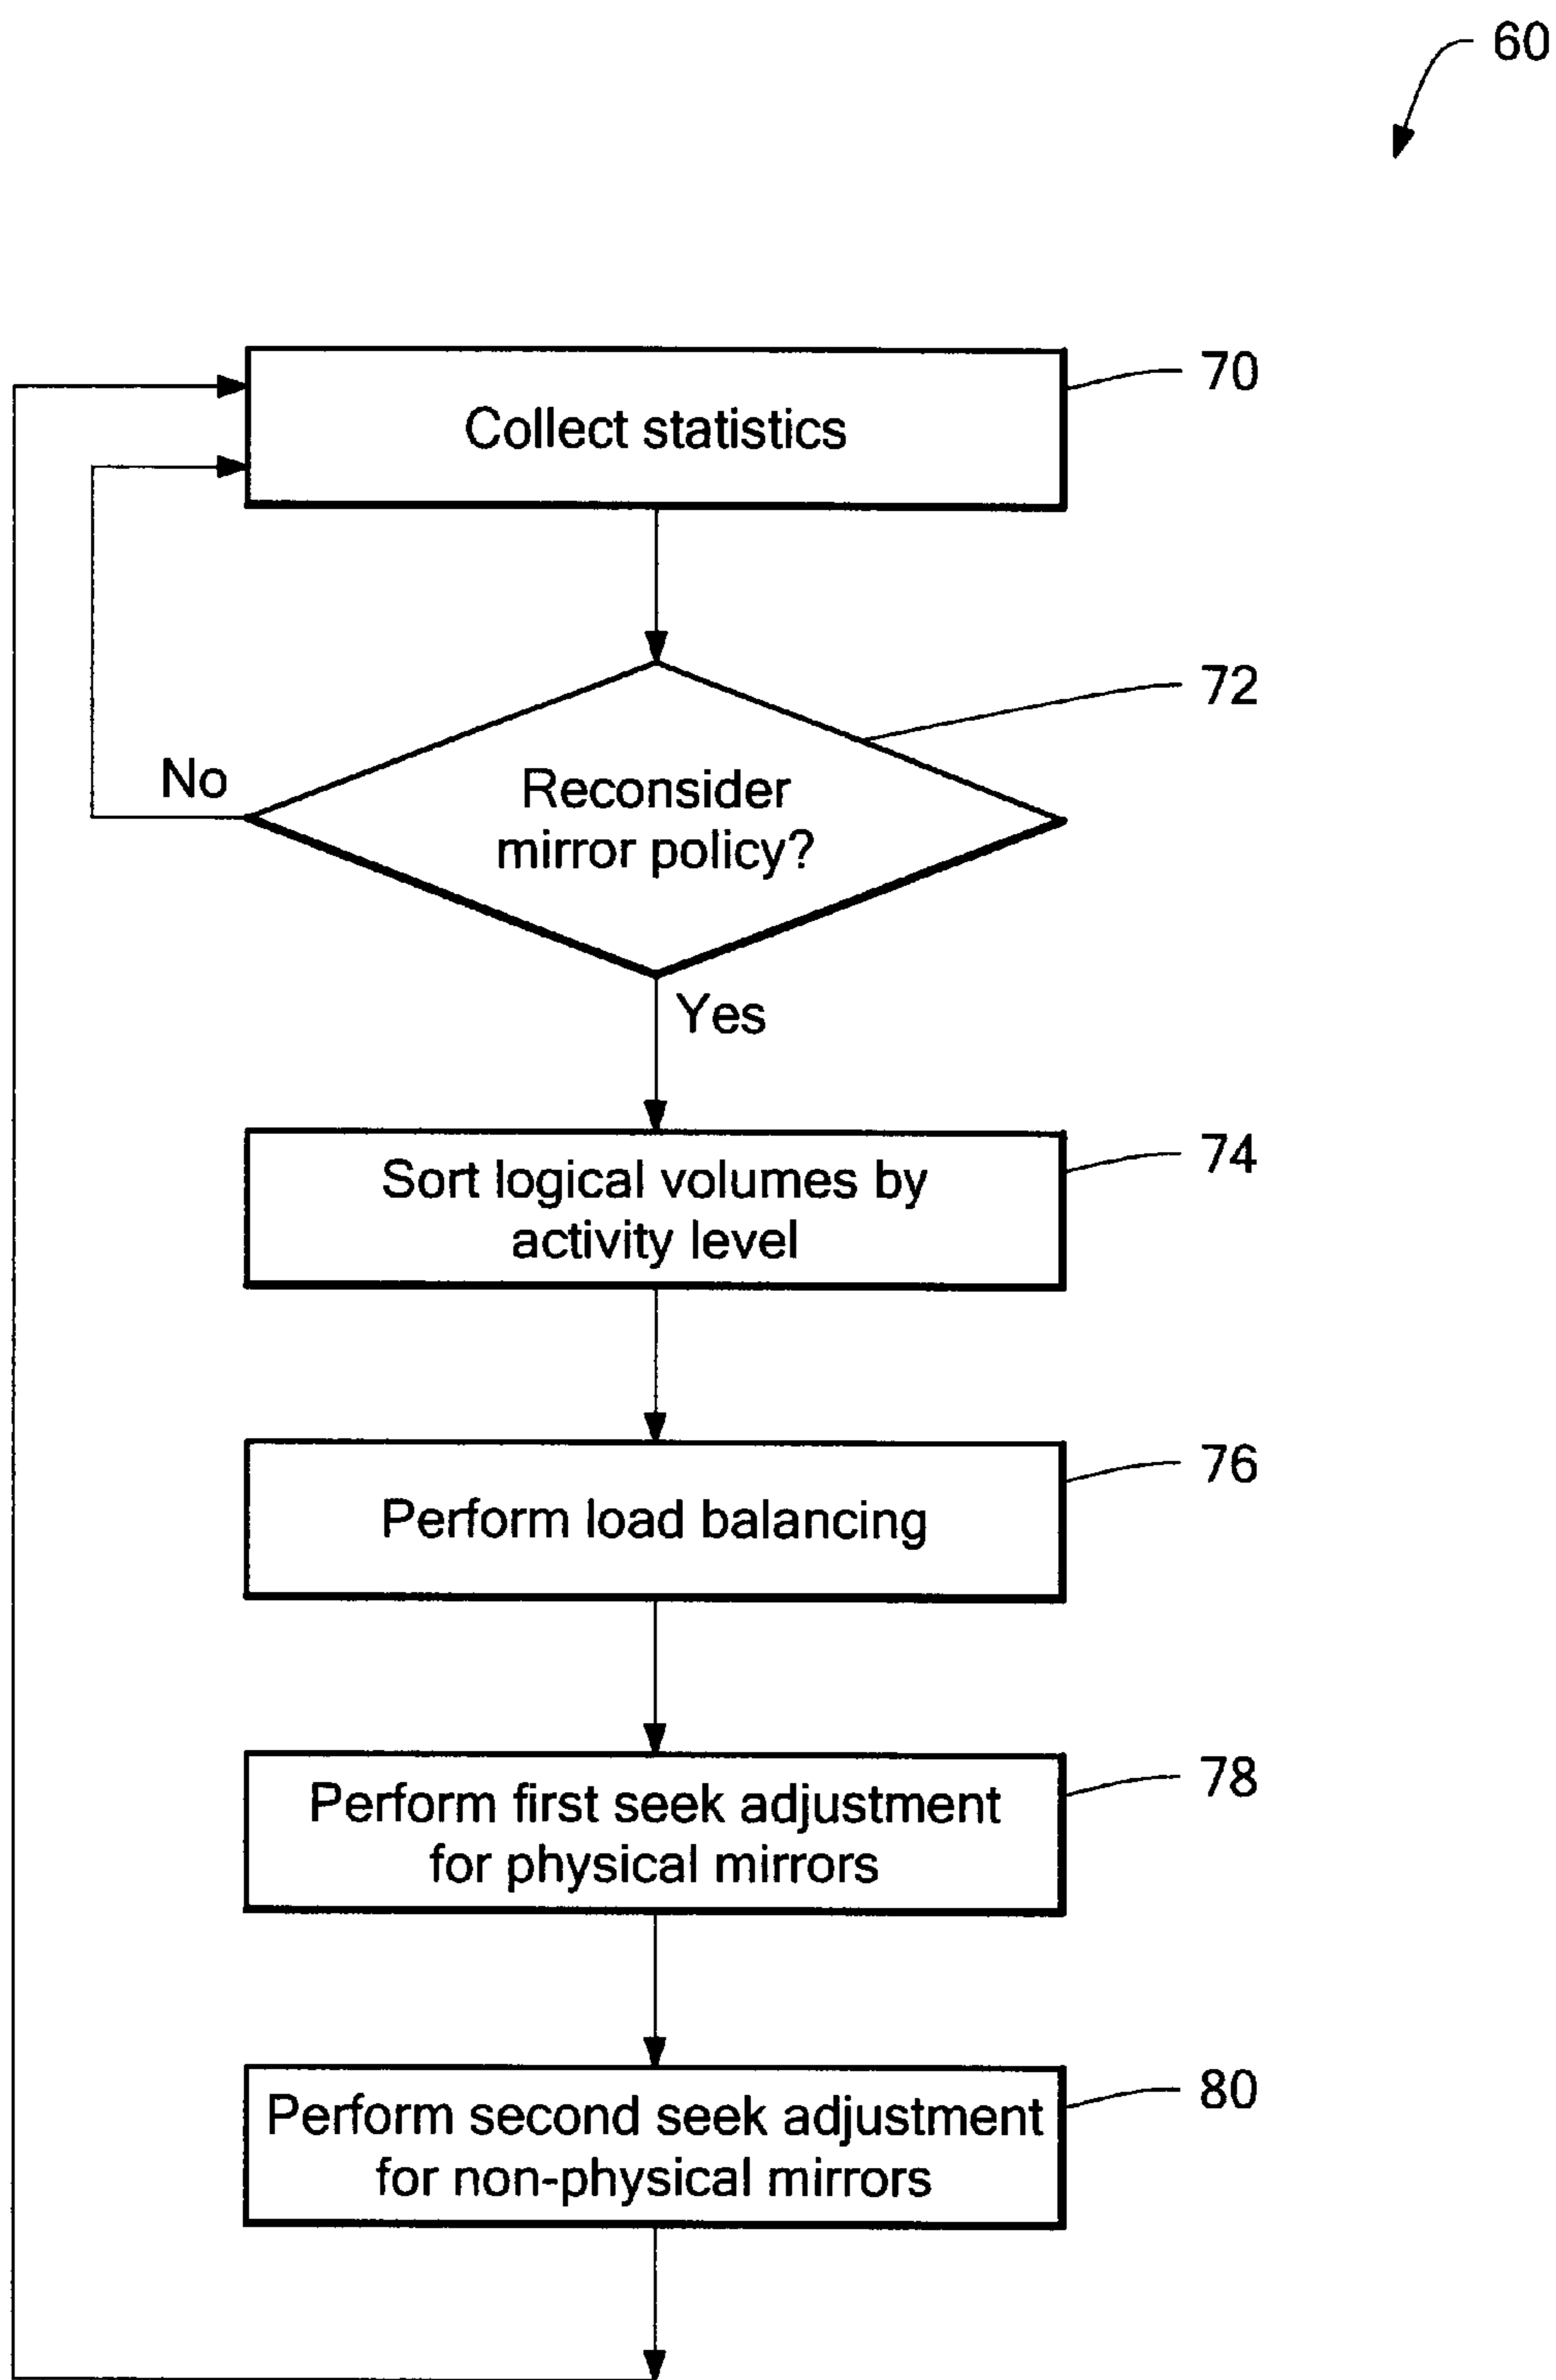 60
Collect statistics
70
Reconsider
mirror policy?
72
No
Yes
Sort logical volumes by
activity level
74
Perform load balancing
76
Perform first seek adjustment
for physical mirrors
78
Perform second seek adjustment
for non-physical mirrors
80